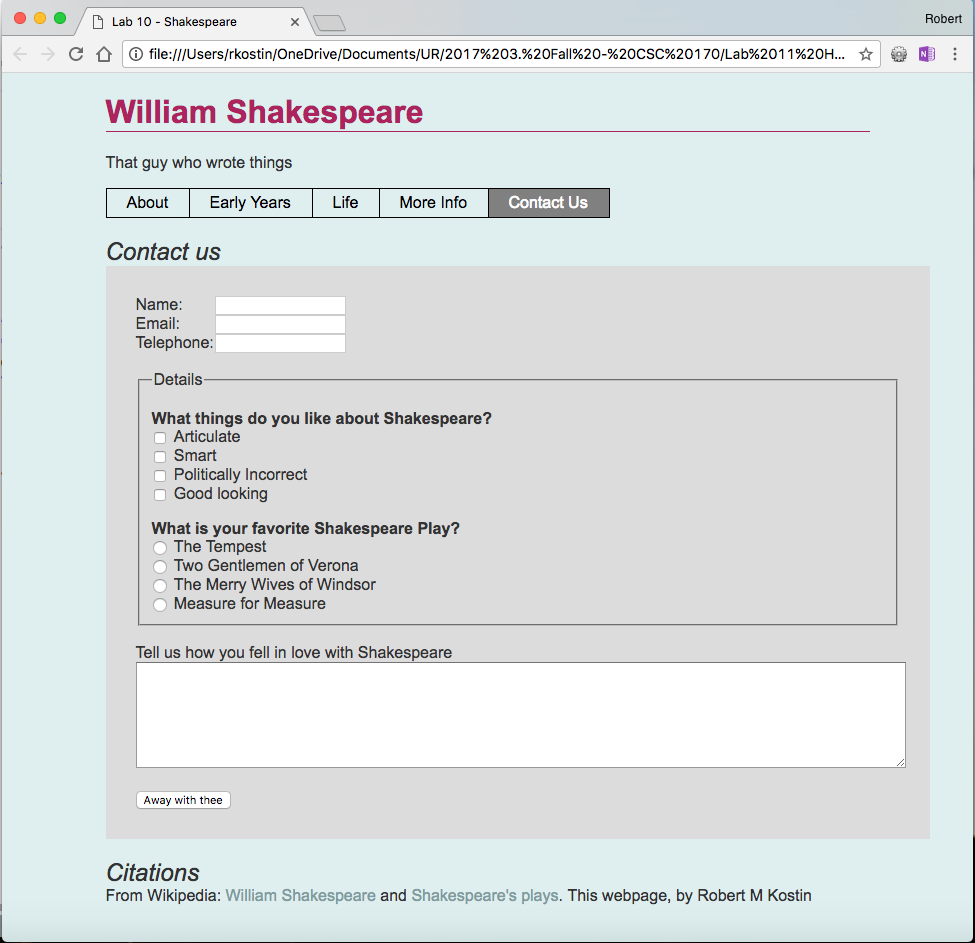 Lab 10 - Shakespeare
Robert
file:///Users/rkostin/OneDrive/Documents/UR/2017%203.%20Fall%20-%20CSC%20170/Lab%2011%20H...
N
William Shakespeare
That guy who wrote things
About Early Years Life More Info Contact Us
Contact us
Name:
Email:
Telephone:
Details
What things do you like about Shakespeare?
Articulate
Smart
Politically Incorrect
Good looking
What is your favorite Shakespeare Play?
The Tempest
Two Gentlemen of Verona
The Merry Wives of Windsor
Measure for Measure
Tell us how you fell in love with Shakespeare
Away with thee
Citations
From Wikipedia: William Shakespeare and Shakespeare's plays. This webpage, by Robert M Kostin